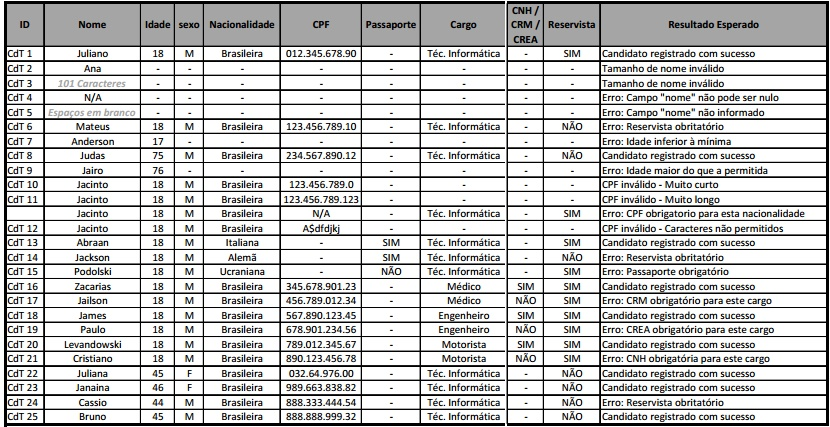 ID | Nome | Idade | sexo | Nacionalidade | CPF | Passaporte | Cargo | CNH / CRM / CREA | Reservista | Resultado Esperado
CdT 1 | Juliano | 18 | M | Brasileira | 012.345.678.90 | - | Téc. Informática | - | SIM | Candidato registrado com sucesso
CdT 2 | Ana | - | - | - | - | - | - | - | - | Tamanho de nome inválido
CdT 3 | 101 Caracteres | - | - | - | - | - | - | - | - | Tamanho de nome inválido
CdT 4 | N/A | - | - | - | - | - | - | - | - | Erro: Campo "nome" não pode ser nulo
CdT 5 | Espaços em branco | - | - | - | - | - | - | - | - | Erro: Campo "nome" não informado
CdT 6 | Mateus | 18 | M | Brasileira | 123.456.789.10 | - | Téc. Informática | - | NÃO | Erro: Reservista obritatório
CdT 7 | Anderson | 17 | - | - | - | - | - | - | - | Erro: Idade inferior à mínima
CdT 8 | Judas | 75 | M | Brasileira | 234.567.890.12 | - | Téc. Informática | - | NÃO | Candidato registrado com sucesso
CdT 9 | Jairo | 76 | - | - | - | - | - | - | - | Erro: Idade maior do que a permitida
CdT 10 | Jacinto | 18 | M | Brasileira | 123.456.789.0 | - | - | - | - | CPF inválido - Muito curto
CdT 11 | Jacinto | 18 | M | Brasileira | 123.456.789.123 | - | - | - | - | CPF inválido - Muito longo
Jacinto | 18 | M | Brasileira | N/A | - | Téc. Informática | - | SIM | Erro: CPF obrigatorio para esta nacionalidade
CdT 12 | Jacinto | 18 | M | Brasileira | A$dfdjkj | - | - | - | - | CPF inválido - Caracteres não permitidos
CdT 13 | Abraan | 18 | M | Italiana | - | SIM | Téc. Informática | - | SIM | Candidato registrado com sucesso
CdT 14 | Jackson | 18 | M | Alemã | - | SIM | Téc. Informática | - | NÃO | Erro: Reservista obritatório
CdT 15 | Podolski | 18 | M | Ucraniana | - | NÃO | Téc. Informática | - | SIM | Erro: Passaporte obrigatório
CdT 16 | Zacarias | 18 | M | Brasileira | 345.678.901.23 | - | Médico | SIM | SIM | Candidato registrado com sucesso
CdT 17 | Jailson | 18 | M | Brasileira | 456.789.012.34 | - | Médico | NÃO | SIM | Erro: CRM obrigatório para este cargo
CdT 18 | James | 18 | M | Brasileira | 567.890.123.45 | - | Engenheiro | SIM | SIM | Candidato registrado com sucesso
CdT 19 | Paulo | 18 | M | Brasileira | 678.901.234.56 | - | Engenheiro | NÃO | SIM | Erro: CREA obrigatório para este cargo
CdT 20 | Levandowski | 18 | M | Brasileira | 789.012.345.67 | - | Motorista | SIM | SIM | Candidato registrado com sucesso
CdT 21 | Cristiano | 18 | M | Brasileira | 890.123.456.78 | - | Motorista | NÃO | SIM | Erro: CNH obrigatória para este cargo
CdT 22 | Juliana | 45 | F | Brasileira | 032.64.976.00 | - | Téc. Informática | - | NÃO | Candidato registrado com sucesso
CdT 23 | Janaina | 46 | F | Brasileira | 989.663.838.82 | - | Téc. Informática | - | NÃO | Candidato registrado com sucesso
CdT 24 | Cassio | 44 | M | Brasileira | 888.333.444.54 | - | Téc. Informática | - | NÃO | Erro: Reservista obritatório
CdT 25 | Bruno | 45 | M | Brasileira | 888.888.999.32 | - | Téc. Informática | - | NÃO | Candidato registrado com sucesso